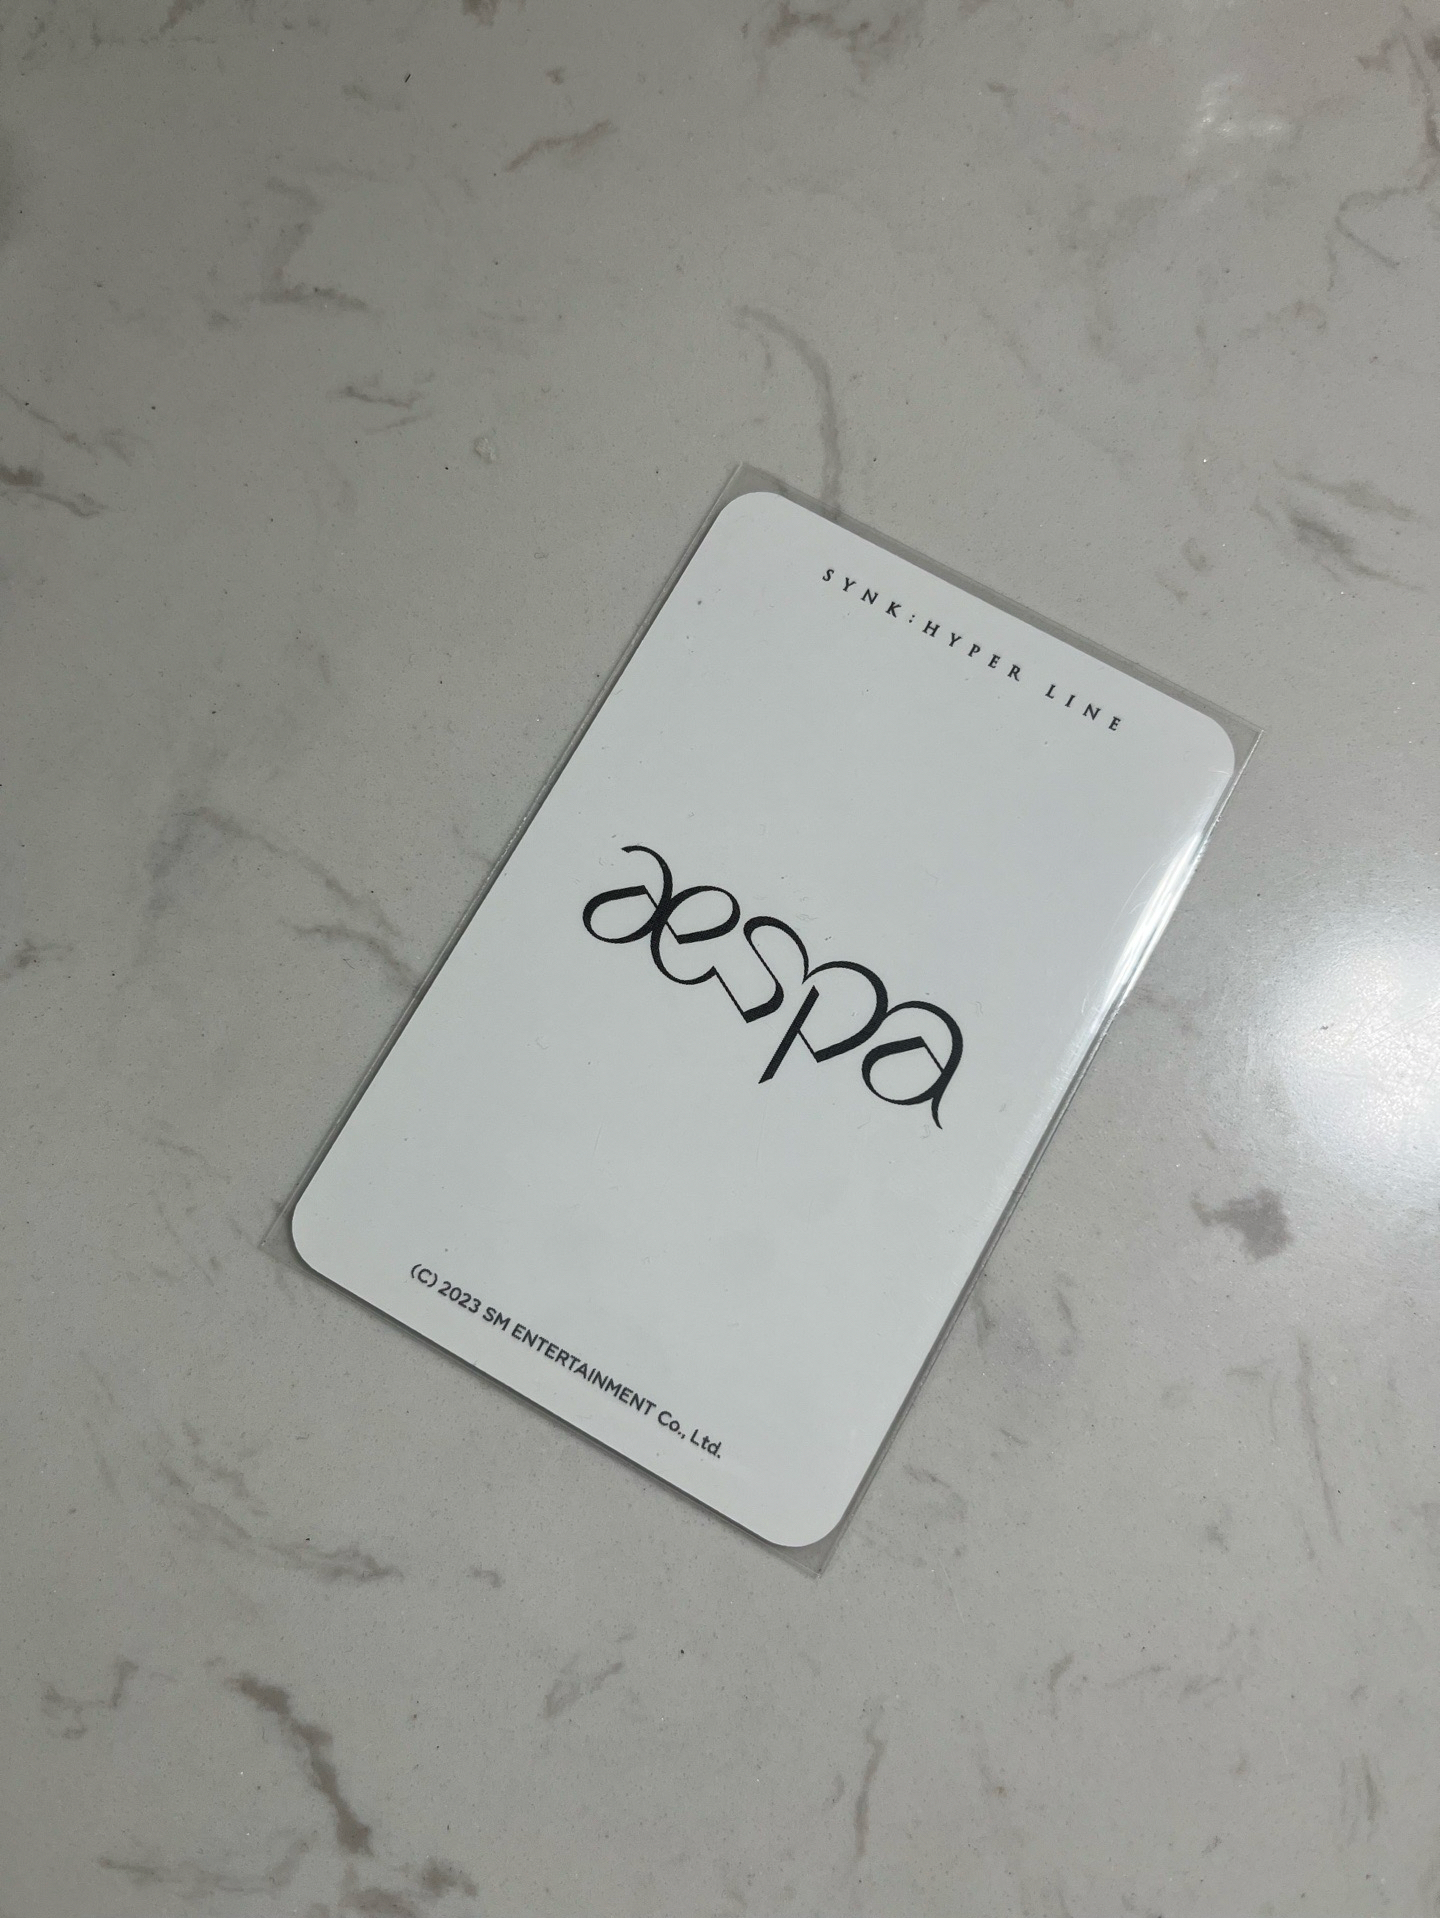 SYNK:HYPER LINE
aespa
(C) 2023 SM ENTERTAINMENT Co., Ltd.